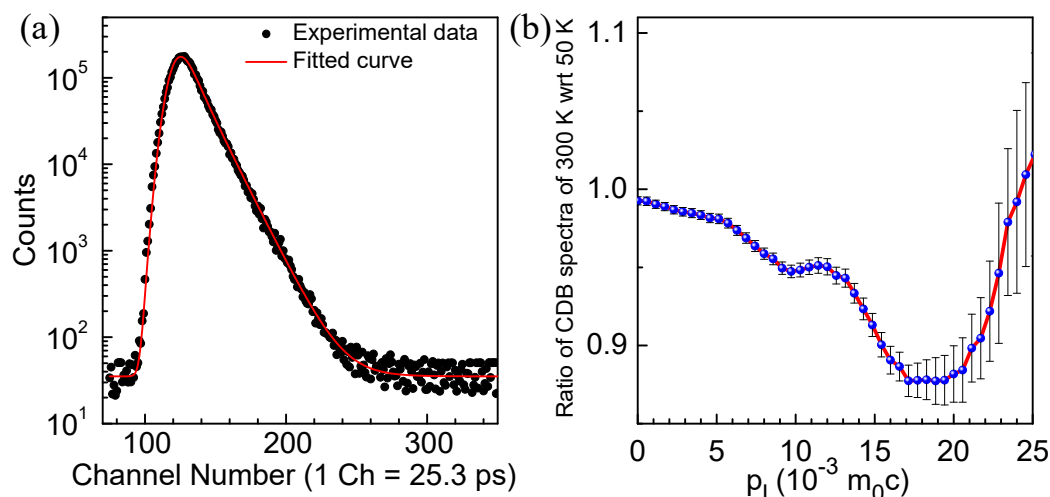 (a)
Experimental data
Fitted curve
10^5
10^4
10^3
10^2
10^1
Counts
100
200
300
Channel Number (1 Ch = 25.3 ps)
(b)
1.1
1.0
0.9
Ratio of CDB spectra of 300 K wrt 50 K
0
5
10
15
20
25
p_L (10^-3 m_0c)